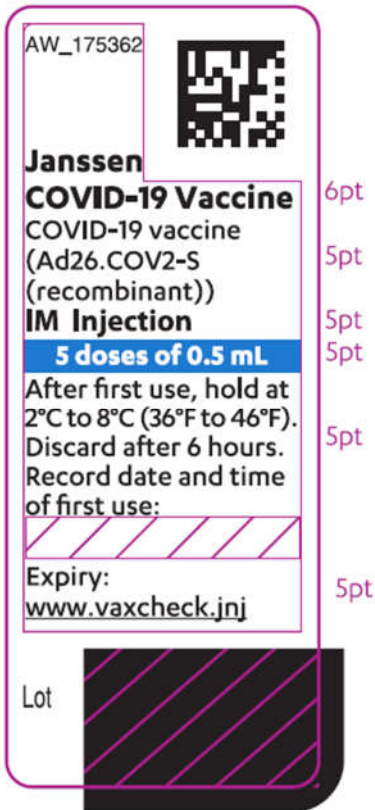 AW_175362
Janssen
COVID-19 Vaccine
6pt
COVID-19 vaccine
(Ad26.COV2-S
5pt
(recombinant))
IM Injection
5pt
5 doses of 0.5 mL
5pt
After first use, hold at
2°C to 8°C (36°F to 46°F).
Discard after 6 hours.
5pt
Record date and time
of first use:
Expiry:
5pt
www.vaxcheck.jnj
Lot